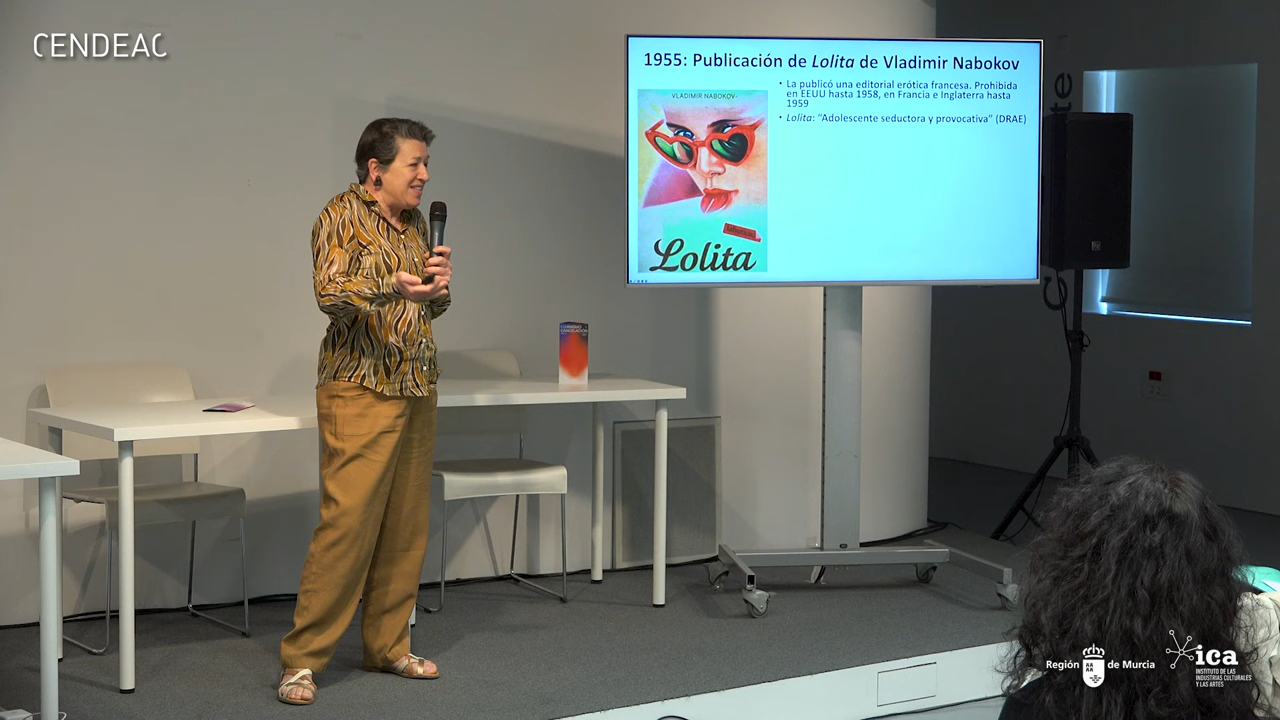 CENDEAC
1955: Publicación de Lolita de Vladimir Nabokov
• La publicó una editorial erótica francesa. Prohibida
en EEUU hasta 1958, en Francia e Inglaterra hasta
1959
• Lolita: “Adolescente seductora y provocativa” (DRAE)
VLADIMIR NABOKOV
Lolita
Región de Murcia
ica
INSTITUTO DE LAS
INDUSTRIAS CULTURALES
Y LAS ARTES